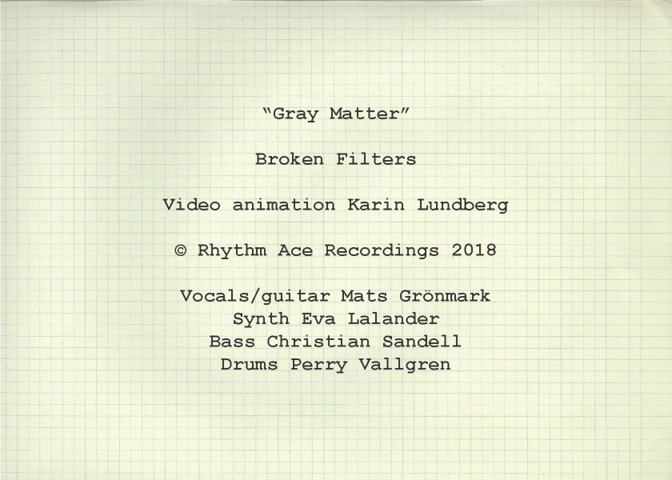 “Gray Matter”
Broken Filters
Video animation Karin Lundberg
© Rhythm Ace Recordings 2018
Vocals/guitar Mats Grönmark
Synth Eva Lalander
Bass Christian Sandell
Drums Perry Vallgren